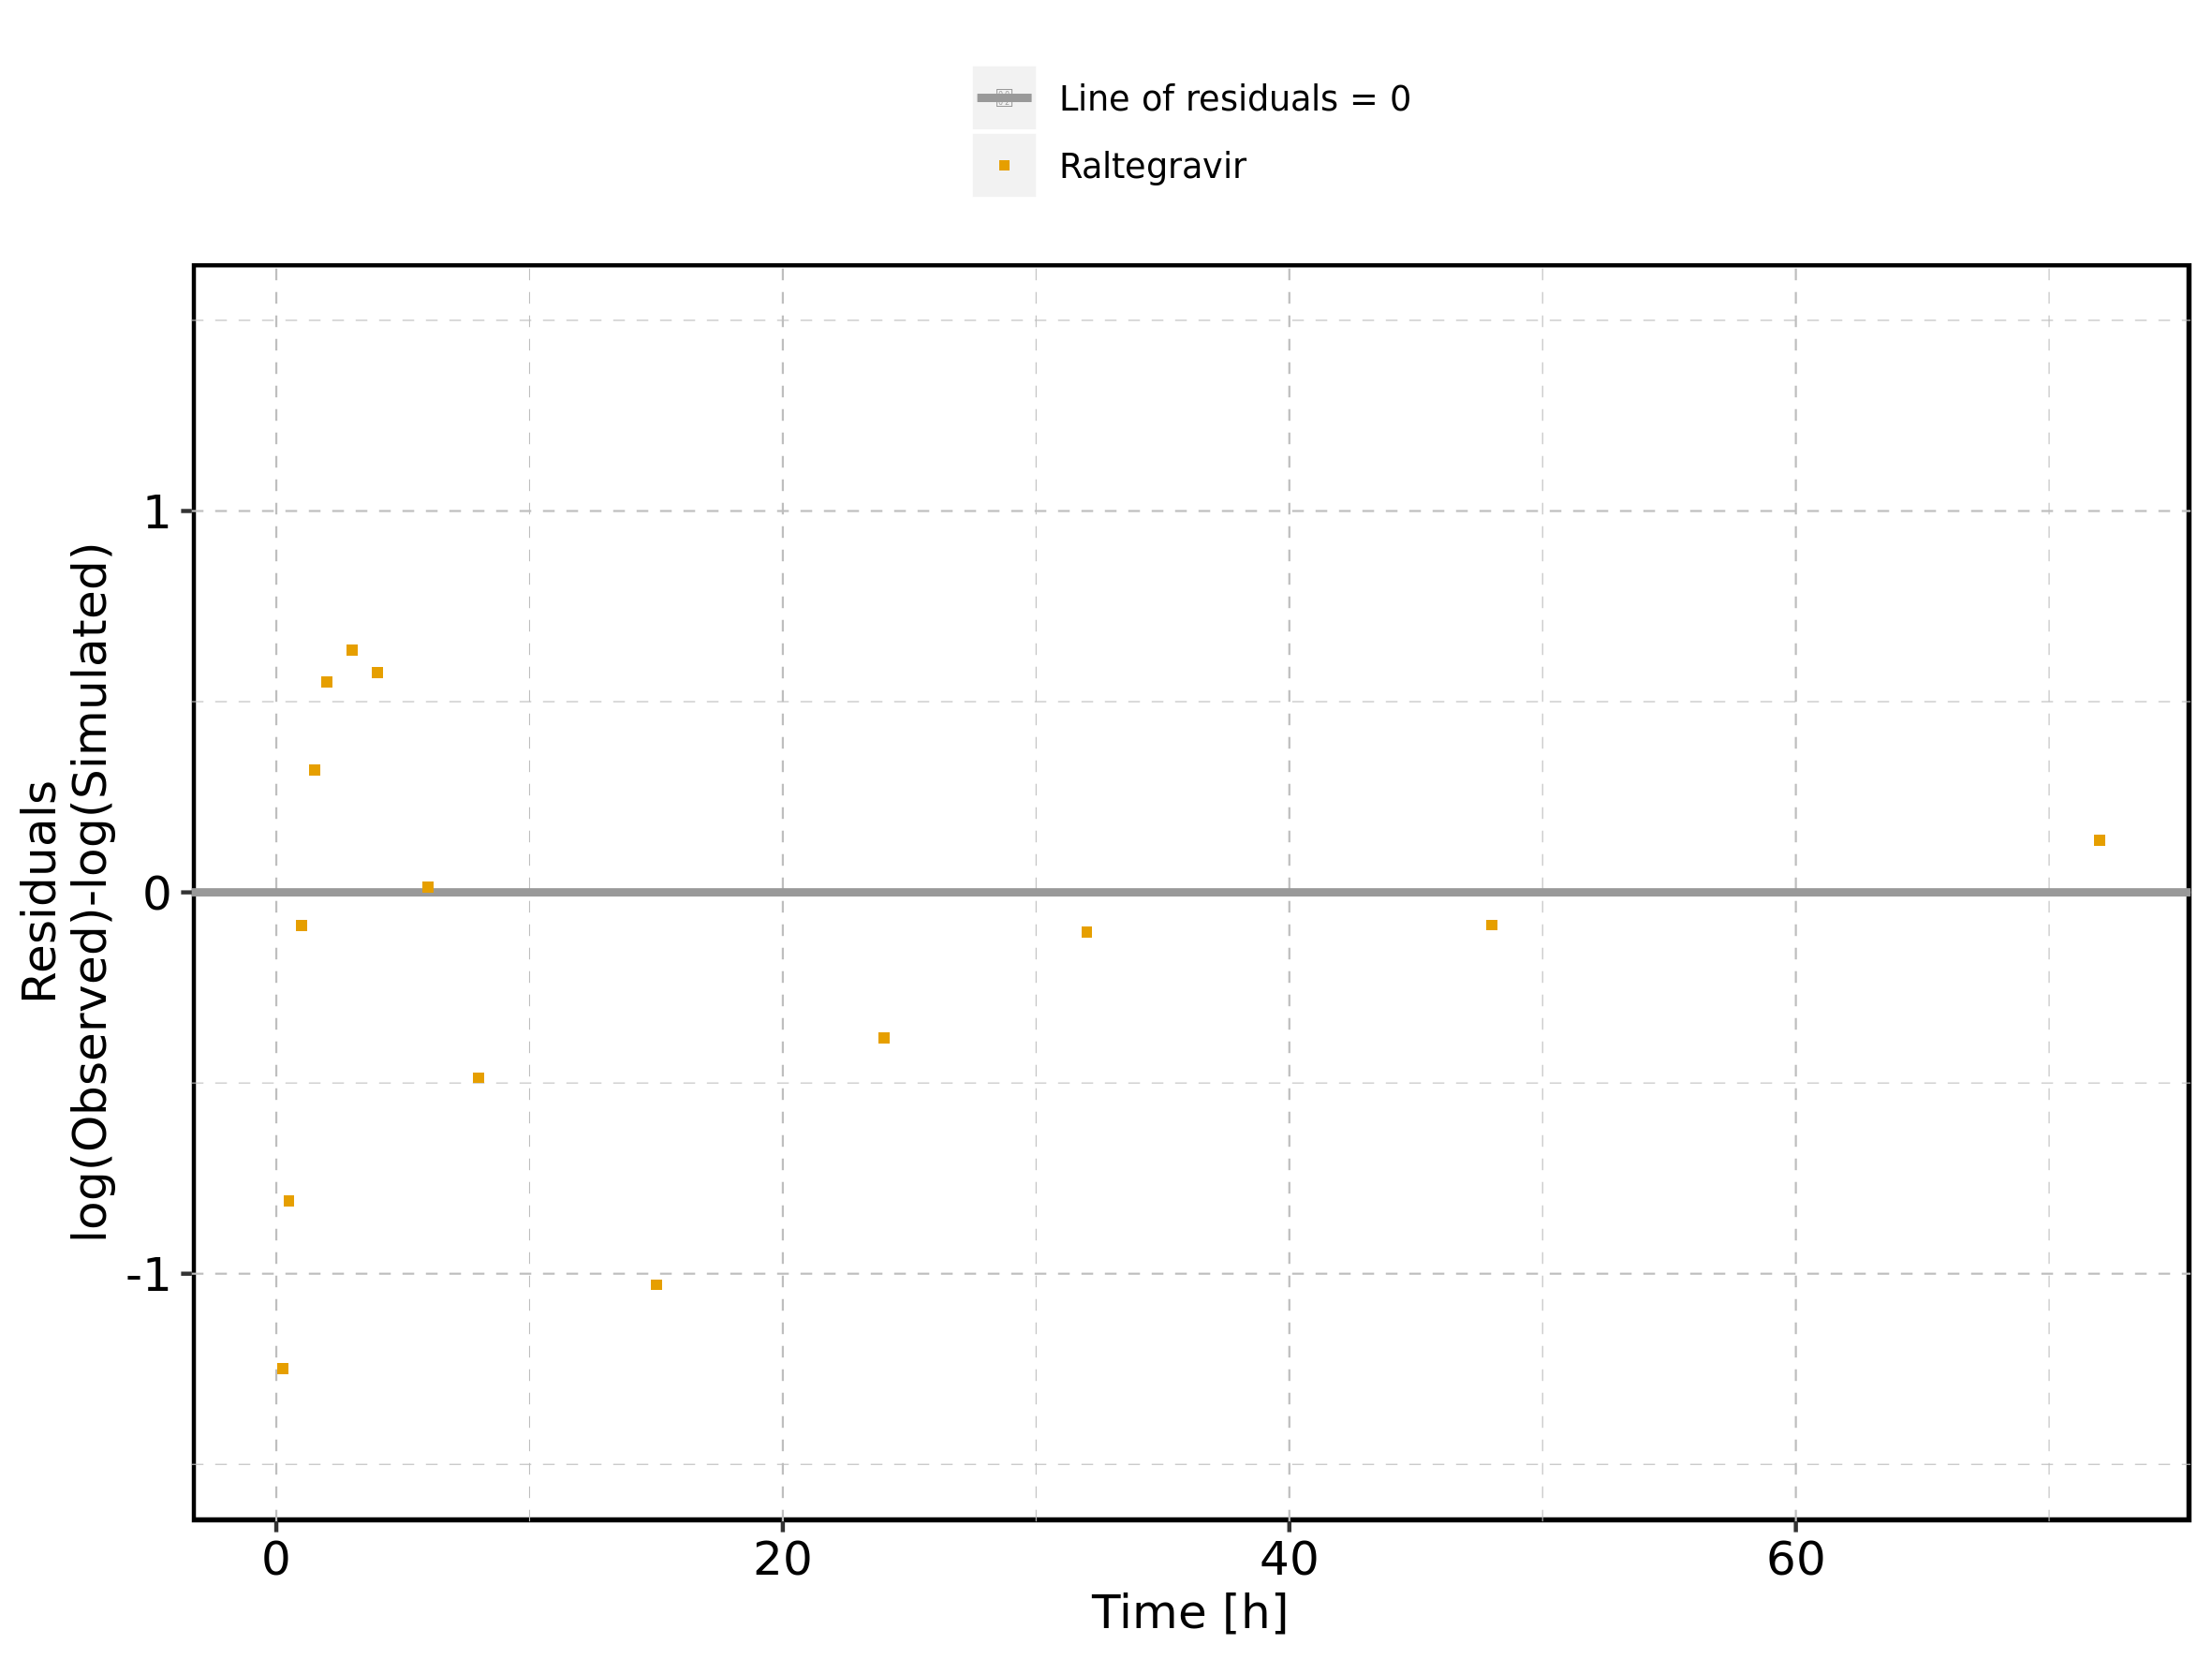 Line of residuals = 0
Raltegravir
Residuals
log(Observed)-log(Simulated)
1
0
-1
0
20
40
60
Time [h]